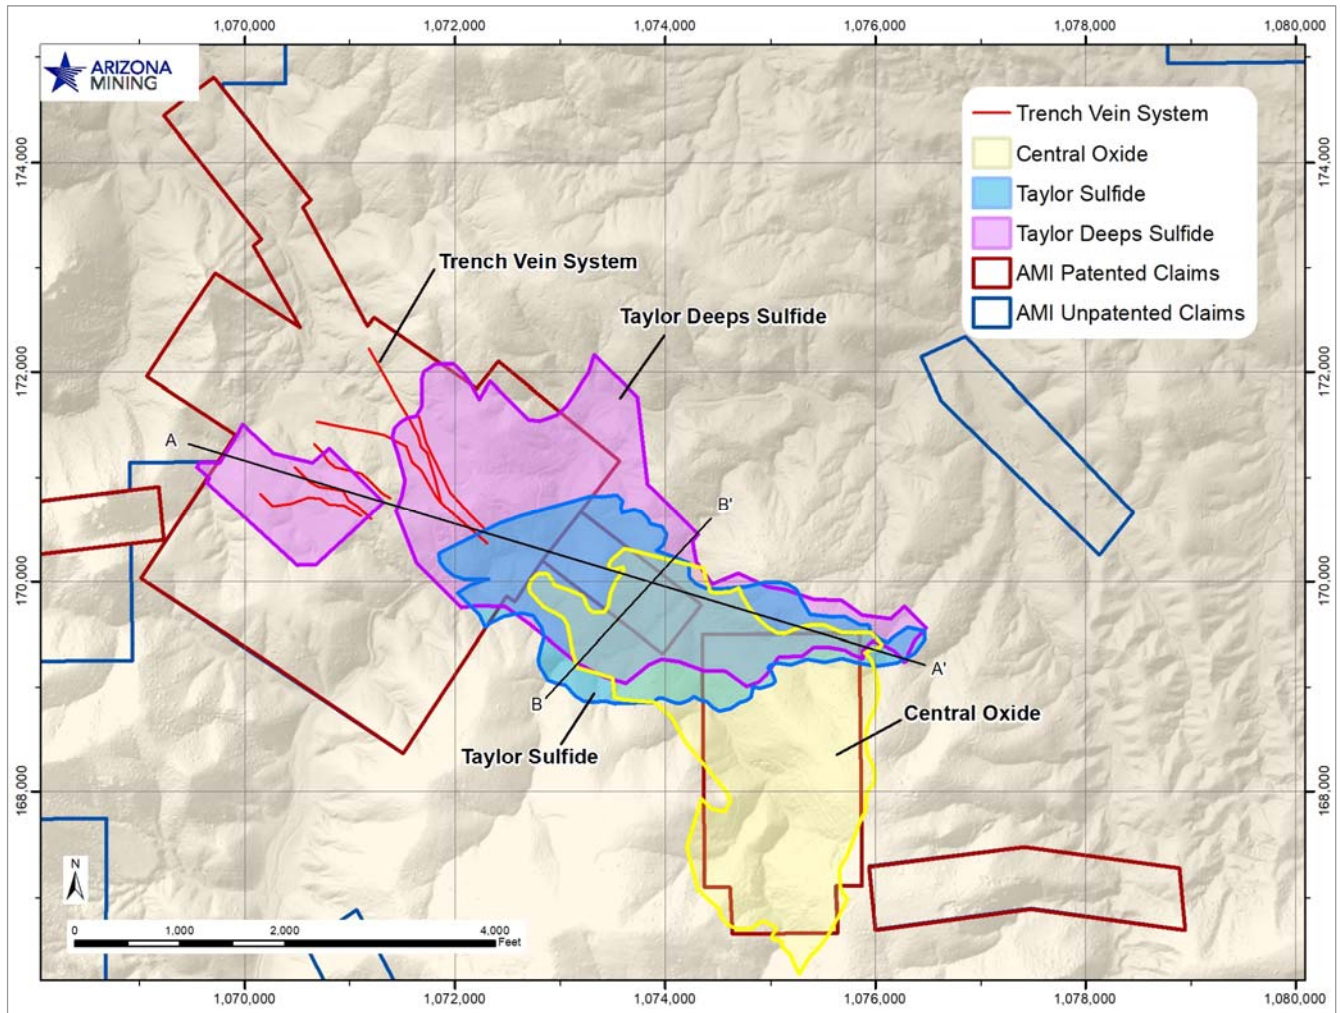 1,070,000 1,072,000 1,074,000 1,076,000 1,078,000 1,080,000
ARIZONA
MINING
Trench Vein System
Central Oxide
Taylor Sulfide
Taylor Deeps Sulfide
AMI Patented Claims
AMI Unpatented Claims
174,000
174,000
Trench Vein System
Taylor Deeps Sulfide
172,000
172,000
A
B'
170,000
170,000
A'
B
Central Oxide
Taylor Sulfide
168,000
168,000
N
0 1,000 2,000 4,000
Feet
1,070,000 1,072,000 1,074,000 1,076,000 1,078,000 1,080,000